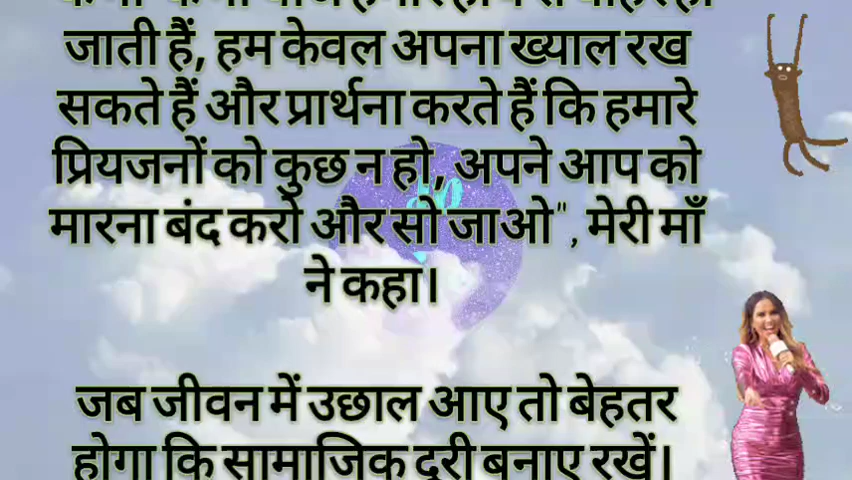 जाती हैं, हम केवल अपना ख्याल रख
सकते हैं और प्रार्थना करते हैं कि हमारे
प्रियजनों को कुछ न हो, अपने आप को
मारना बंद करो और सो जाओ", मेरी माँ
ने कहा।
जब जीवन में उछाल आए तो बेहतर
होगा कि सामाजिक दूरी बनाए रखें।